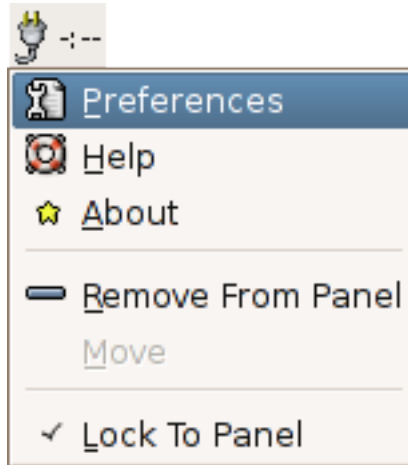 -:--
Preferences
Help
About
Remove From Panel
Move
Lock To Panel